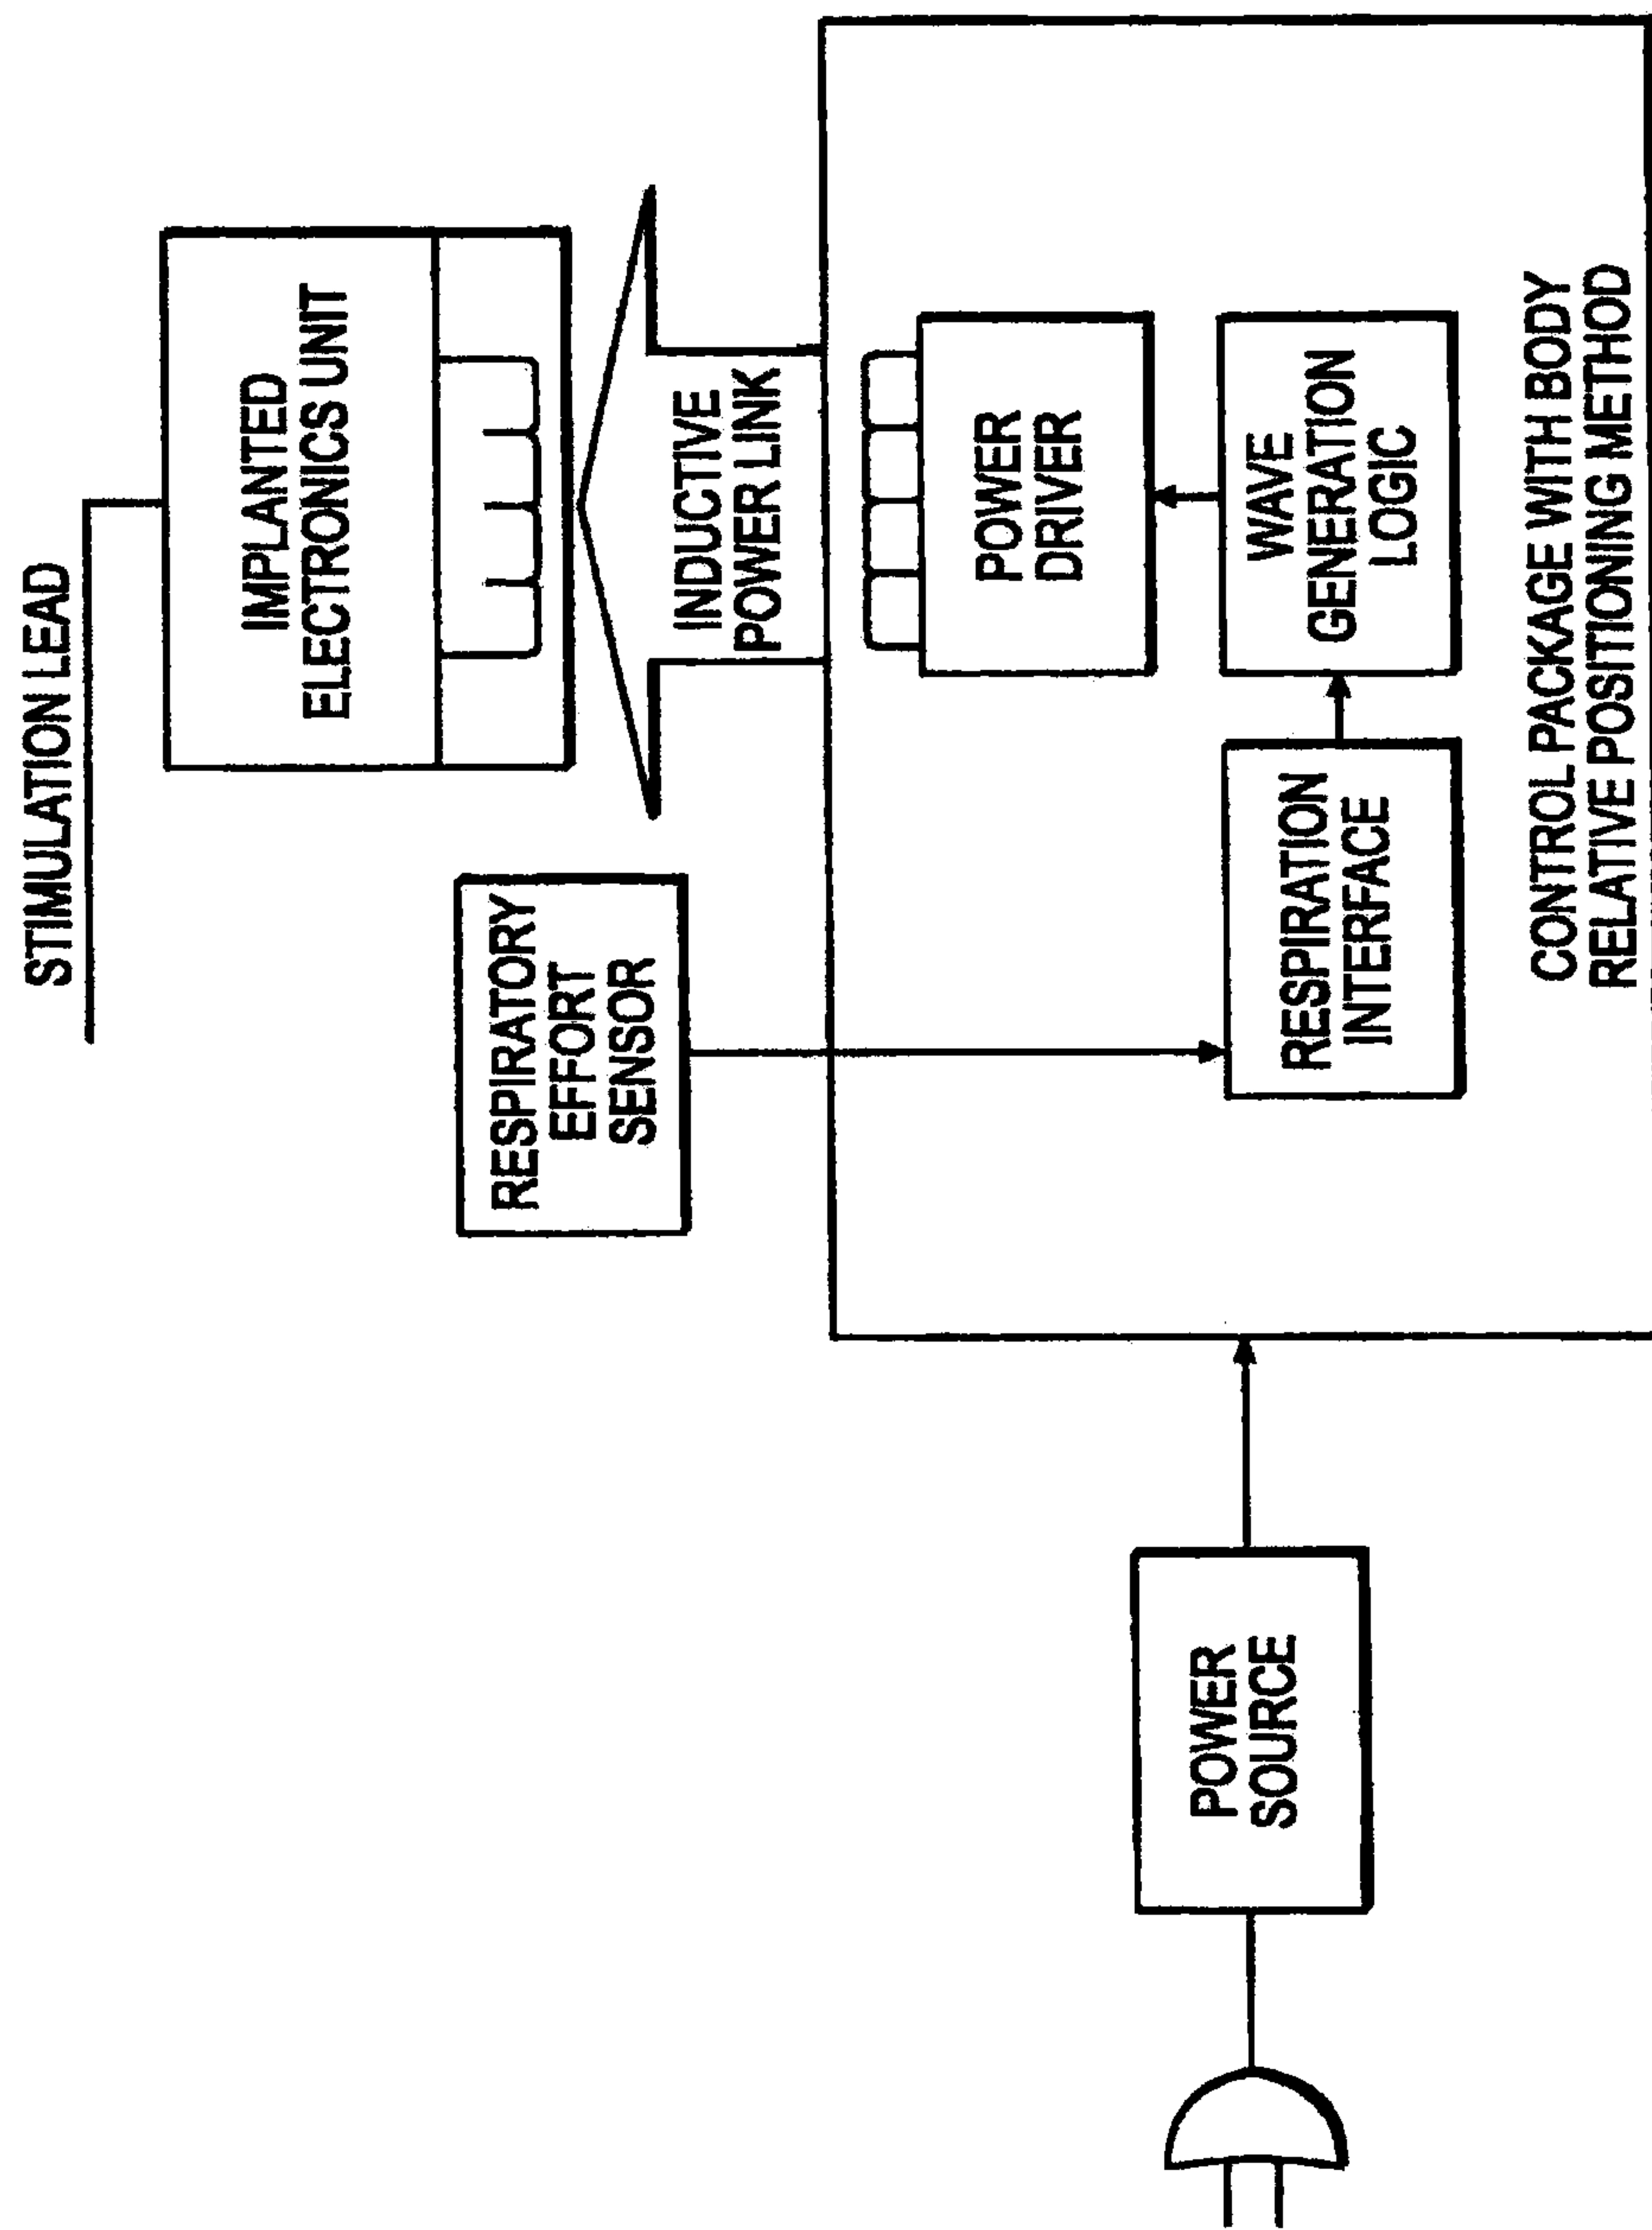 STIMULATION LEAD
IMPLANTED
ELECTRONICS UNIT
RESPIRATORY
EFFORT
SENSOR
INDUCTIVE
POWER LINK
POWER
DRIVER
WAVE
GENERATION
LOGIC
RESPIRATION
INTERFACE
POWER
SOURCE
CONTROL PACKAGE WITH BODY
RELATIVE POSITIONING METHOD